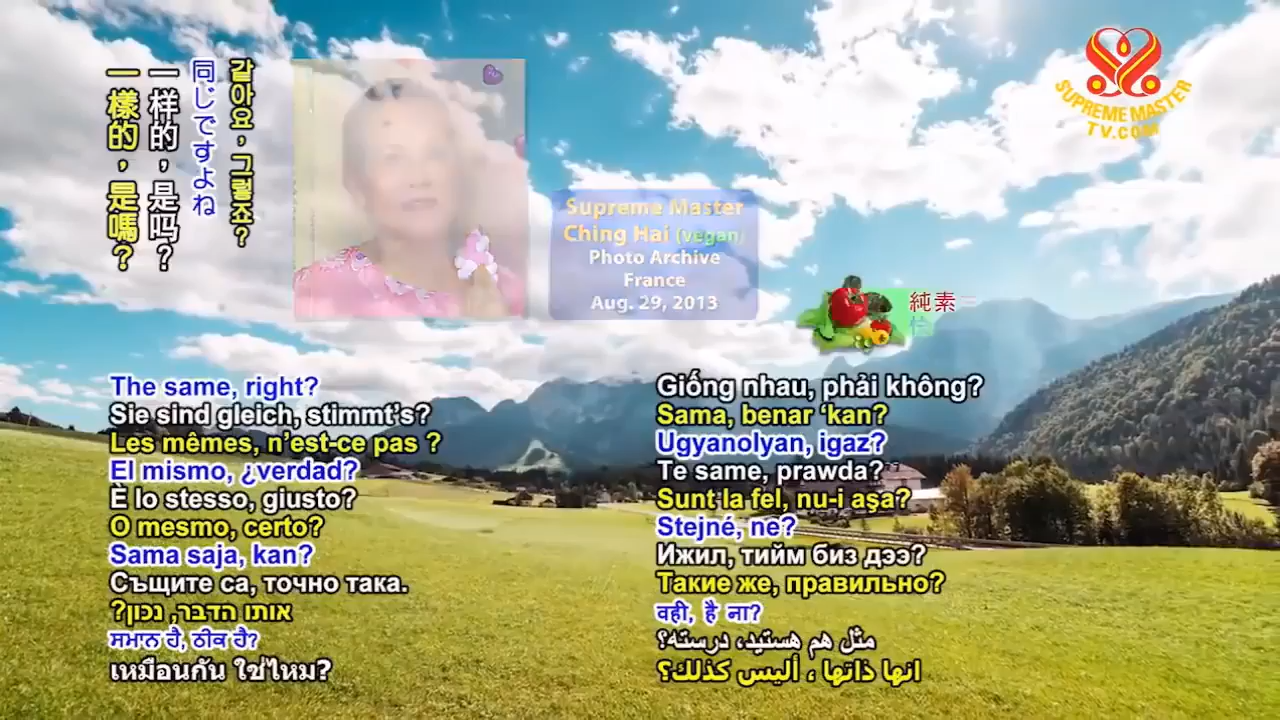 같아요, 그렇죠?
同じですよね
一样的，是吗？
一樣的，是嗎？
Supreme Master
Ching Hai (vegan)
Photo Archive
France
Aug. 29, 2013
SUPREME MASTER
TV.COM
純素
The same, right?
Sie sind gleich, stimmt's?
Les mêmes, n'est-ce pas ?
El mismo, ¿verdad?
È lo stesso, giusto?
O mesmo, certo?
Sama saja, kan?
Същите са, точно така.
אותו הדבר, נכון?
ਸਮਾਨ ਹੈ, ਠੀਕ ਹੈ?
เหมือนกัน ใช่ไหม?
Giống nhau, phải không?
Sama, benar ‘kan?
Ugyanolyan, igaz?
Te same, prawda?
Sunt la fel, nu-i aşa?
Stejné, ne?
Ижил, тийм биз дээ?
Такие же, правильно?
वही, है ना?
مثل هم هستید، درسته؟
انها ذاتها ، أليس كذلك؟